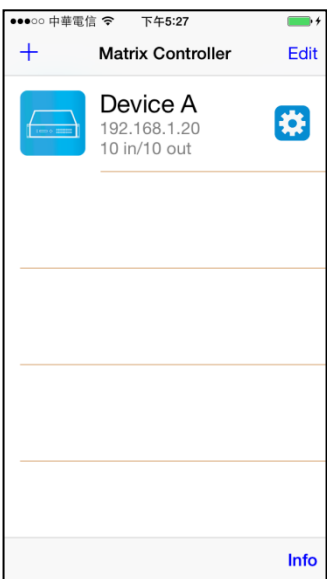 中華電信 下午5:27
+ Matrix Controller Edit
Device A
192.168.1.20
10 in/10 out
Info